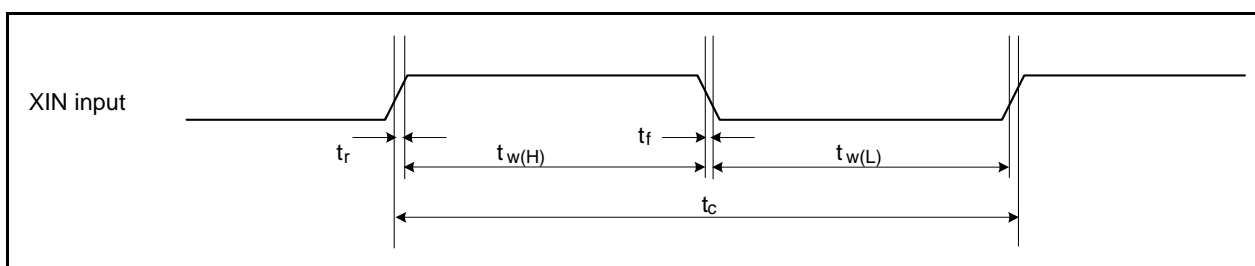 XIN input
tr
tw(H)
tf
tw(L)
tc